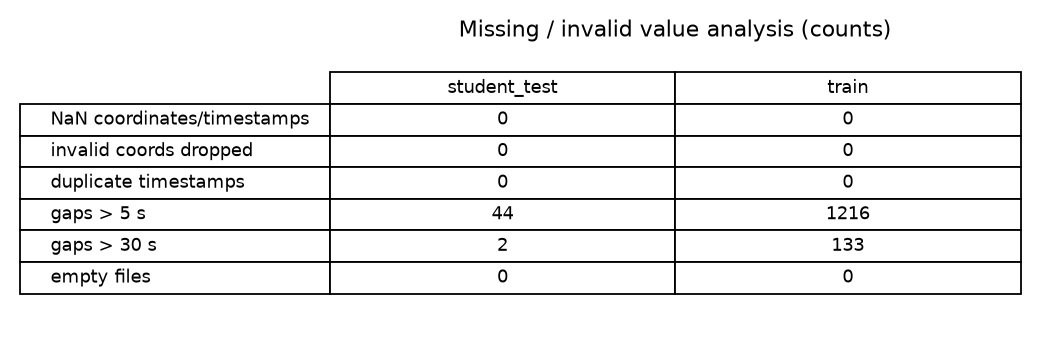 Missing / invalid value analysis (counts)
student_test train
NaN coordinates/timestamps 0 0
invalid coords dropped 0 0
duplicate timestamps 0 0
gaps > 5 s 44 1216
gaps > 30 s 2 133
empty files 0 0